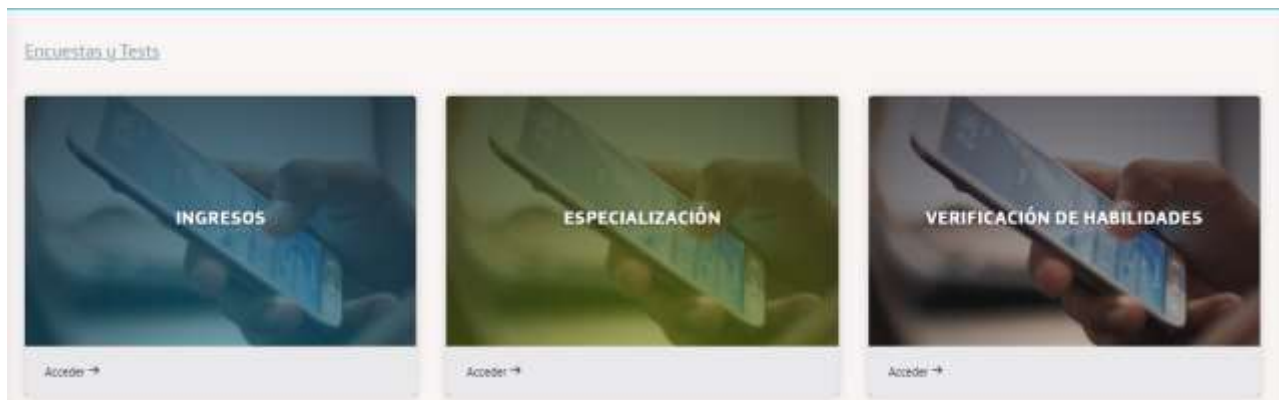 Encuestas y Tests
INGRESOS
ESPECIALIZACIÓN
VERIFICACIÓN DE HABILIDADES
Acceder →
Acceder →
Acceder →